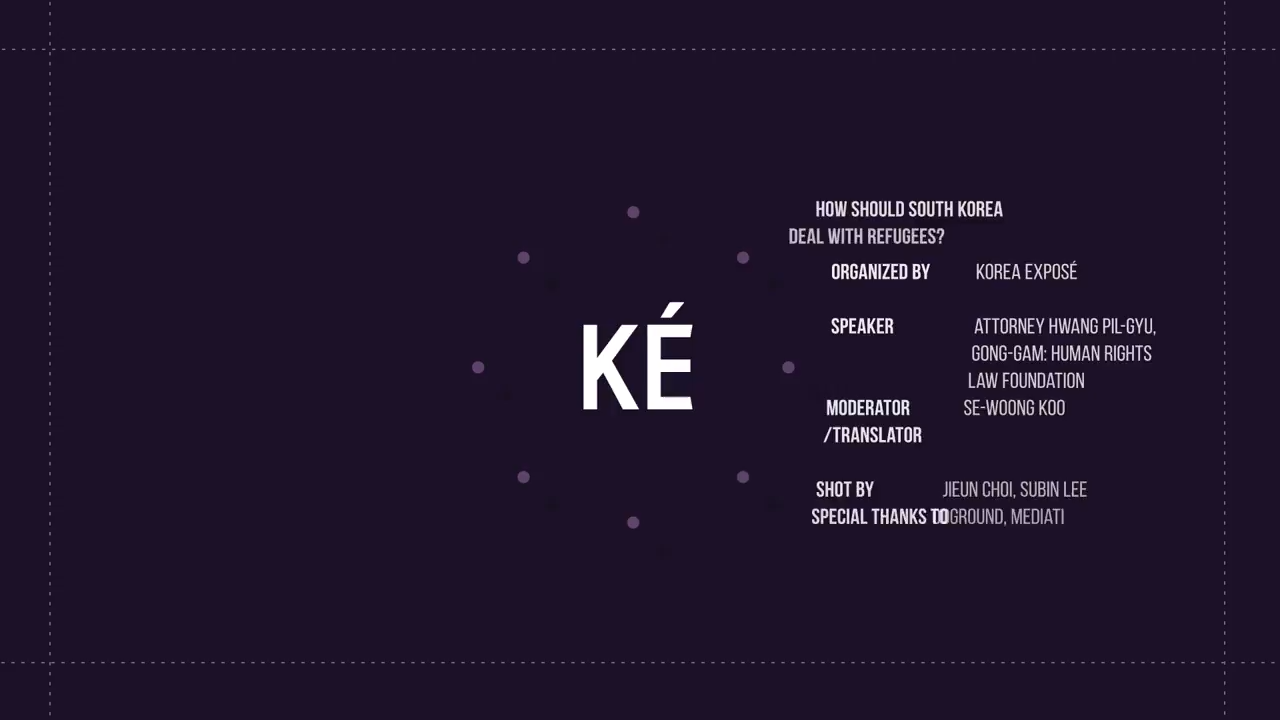 KÉ
HOW SHOULD SOUTH KOREA
DEAL WITH REFUGEES?
ORGANIZED BY KOREA EXPOSÉ
SPEAKER ATTORNEY HWANG PIL-GYU,
GONG-GAM: HUMAN RIGHTS
LAW FOUNDATION
MODERATOR SE-WOONG KOO
/TRANSLATOR
SHOT BY JIEUN CHOI, SUBIN LEE
SPECIAL THANKS TO MEDIATI